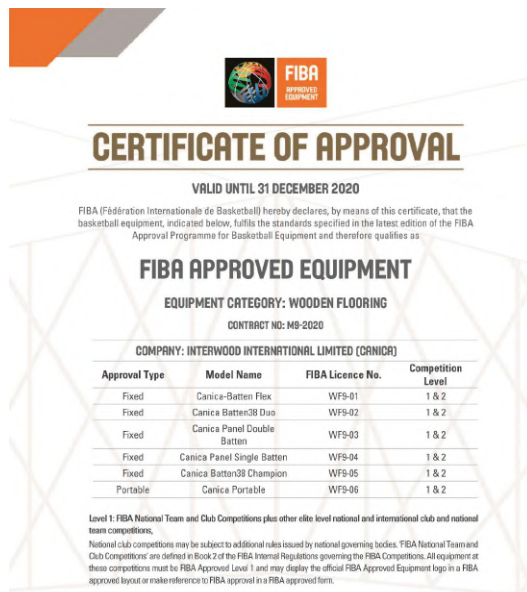 FIBA
APPROVED
EQUIPMENT
CERTIFICATE OF APPROVAL
VALID UNTIL 31 DECEMBER 2020
FIBA (Fédération Internationale de Basketball) hereby declares, by means of this certificate, that the
basketball equipment, indicated below, fulfils the standards specified in the latest edition of the FIBA
Approval Programme for Basketball Equipment and therefore qualifies as
FIBA APPROVED EQUIPMENT
EQUIPMENT CATEGORY: WOODEN FLOORING
CONTRACT NO: M9-2020
COMPANY: INTERWOOD INTERNATIONAL LIMITED (CANICA)
Approval Type Model Name FIBA Licence No. Competition
Level
Fixed Canica-Batten Flex WF9-01 1 & 2
Fixed Canica Batten38 Duo WF9-02 1 & 2
Fixed Canica Panel Double
Batten WF9-03 1 & 2
Fixed Canica Panel Single Batten WF9-04 1 & 2
Fixed Canica Batten38 Champion WF9-05 1 & 2
Portable Canica Portable WF9-06 1 & 2
Level 1: FIBA National Team and Club Competitions plus other elite level national and international club and national
team competitions,
National club competitions may be subject to additional rules issued by national governing bodies. 'FIBA National Team and
Club Competitions' are defined in Book 2 of the FIBA Internal Regulations governing the FIBA Competitions. All equipment at
these competitions must be FIBA Approved Level 1 and may display the official FIBA Approved Equipment logo in a FIBA
approved layout or make reference to FIBA approval in a FIBA approved form.